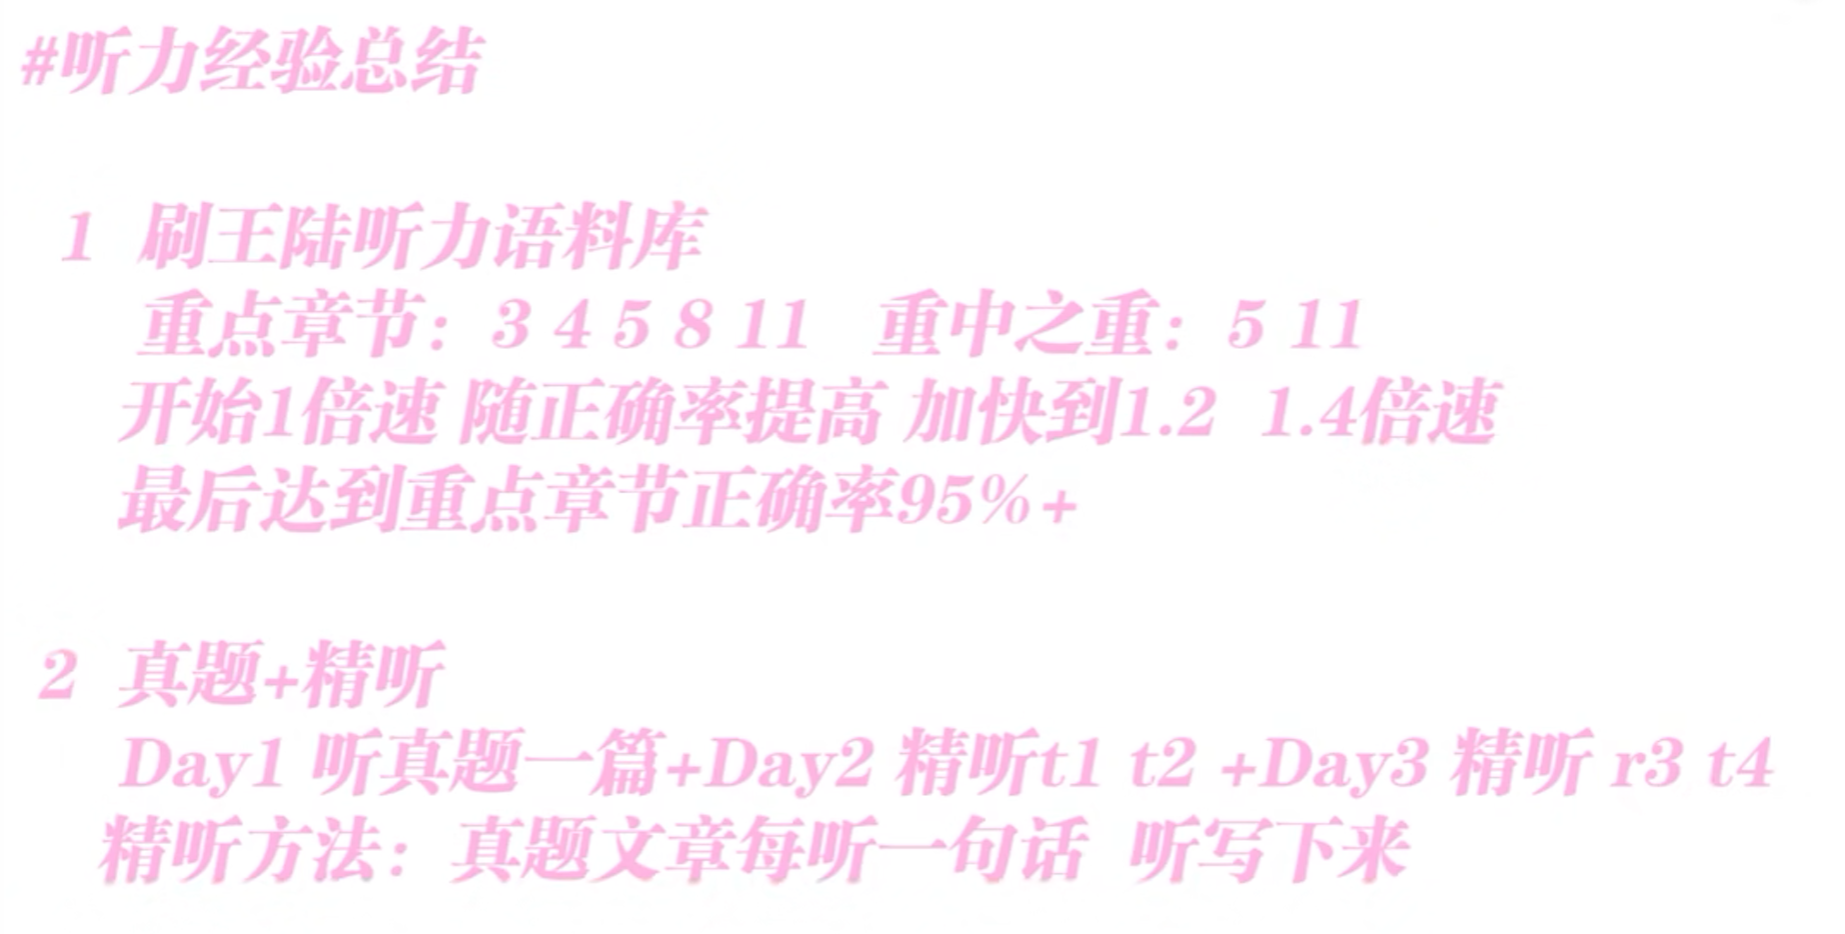 #听力经验总结
1 刷王陆听力语料库
重点章节：3 4 5 8 11 重中之重：5 11
开始1倍速 随正确率提高 加快到1.2 1.4倍速
最后达到重点章节正确率95%+
2 真题+精听
Day1 听真题一篇+Day2 精听t1 t2 +Day3 精听 r3 t4
精听方法：真题文章每听一句话 听写下来